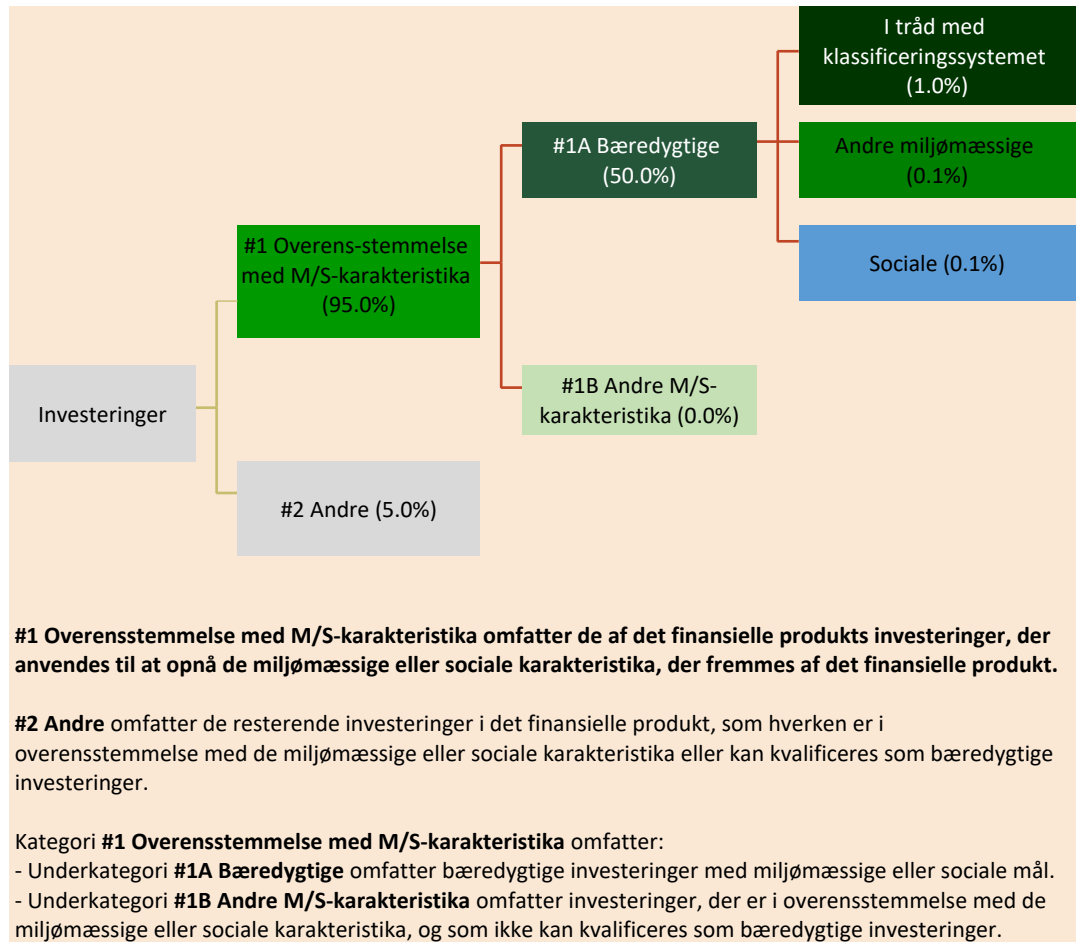 I tråd med
klassificeringssystemet
(1.0%)
#1A Bæredygtige
(50.0%)
Andre miljømæssige
(0.1%)
#1 Overens-stemmelse
med M/S-karakteristika
(95.0%)
Sociale (0.1%)
Investeringer
#1B Andre M/S-
karakteristika (0.0%)
#2 Andre (5.0%)
#1 Overensstemmelse med M/S-karakteristika omfatter de af det finansielle produkts investeringer, der
anvendes til at opnå de miljømæssige eller sociale karakteristika, der fremmes af det finansielle produkt.
#2 Andre omfatter de resterende investeringer i det finansielle produkt, som hverken er i
overensstemmelse med de miljømæssige eller sociale karakteristika eller kan kvalificeres som bæredygtige
investeringer.
Kategori #1 Overensstemmelse med M/S-karakteristika omfatter:
- Underkategori #1A Bæredygtige omfatter bæredygtige investeringer med miljømæssige eller sociale mål.
- Underkategori #1B Andre M/S-karakteristika omfatter investeringer, der er i overensstemmelse med de
miljømæssige eller sociale karakteristika, og som ikke kan kvalificeres som bæredygtige investeringer.